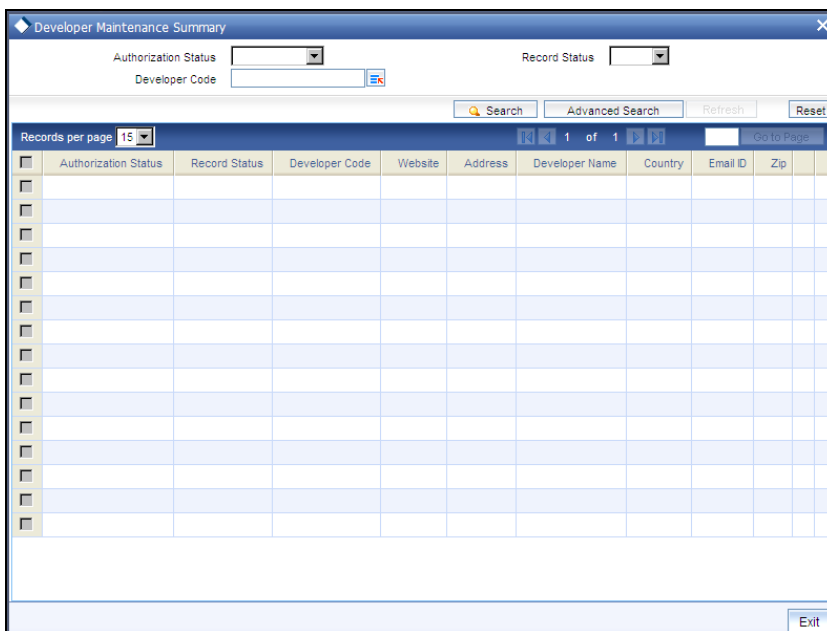 Developer Maintenance Summary
Authorization Status Record Status
Developer Code
Search Advanced Search Refresh Reset
Records per page 15 1 of 1 Go to Page
Authorization Status Record Status Developer Code Website Address Developer Name Country Email ID Zip
Exit